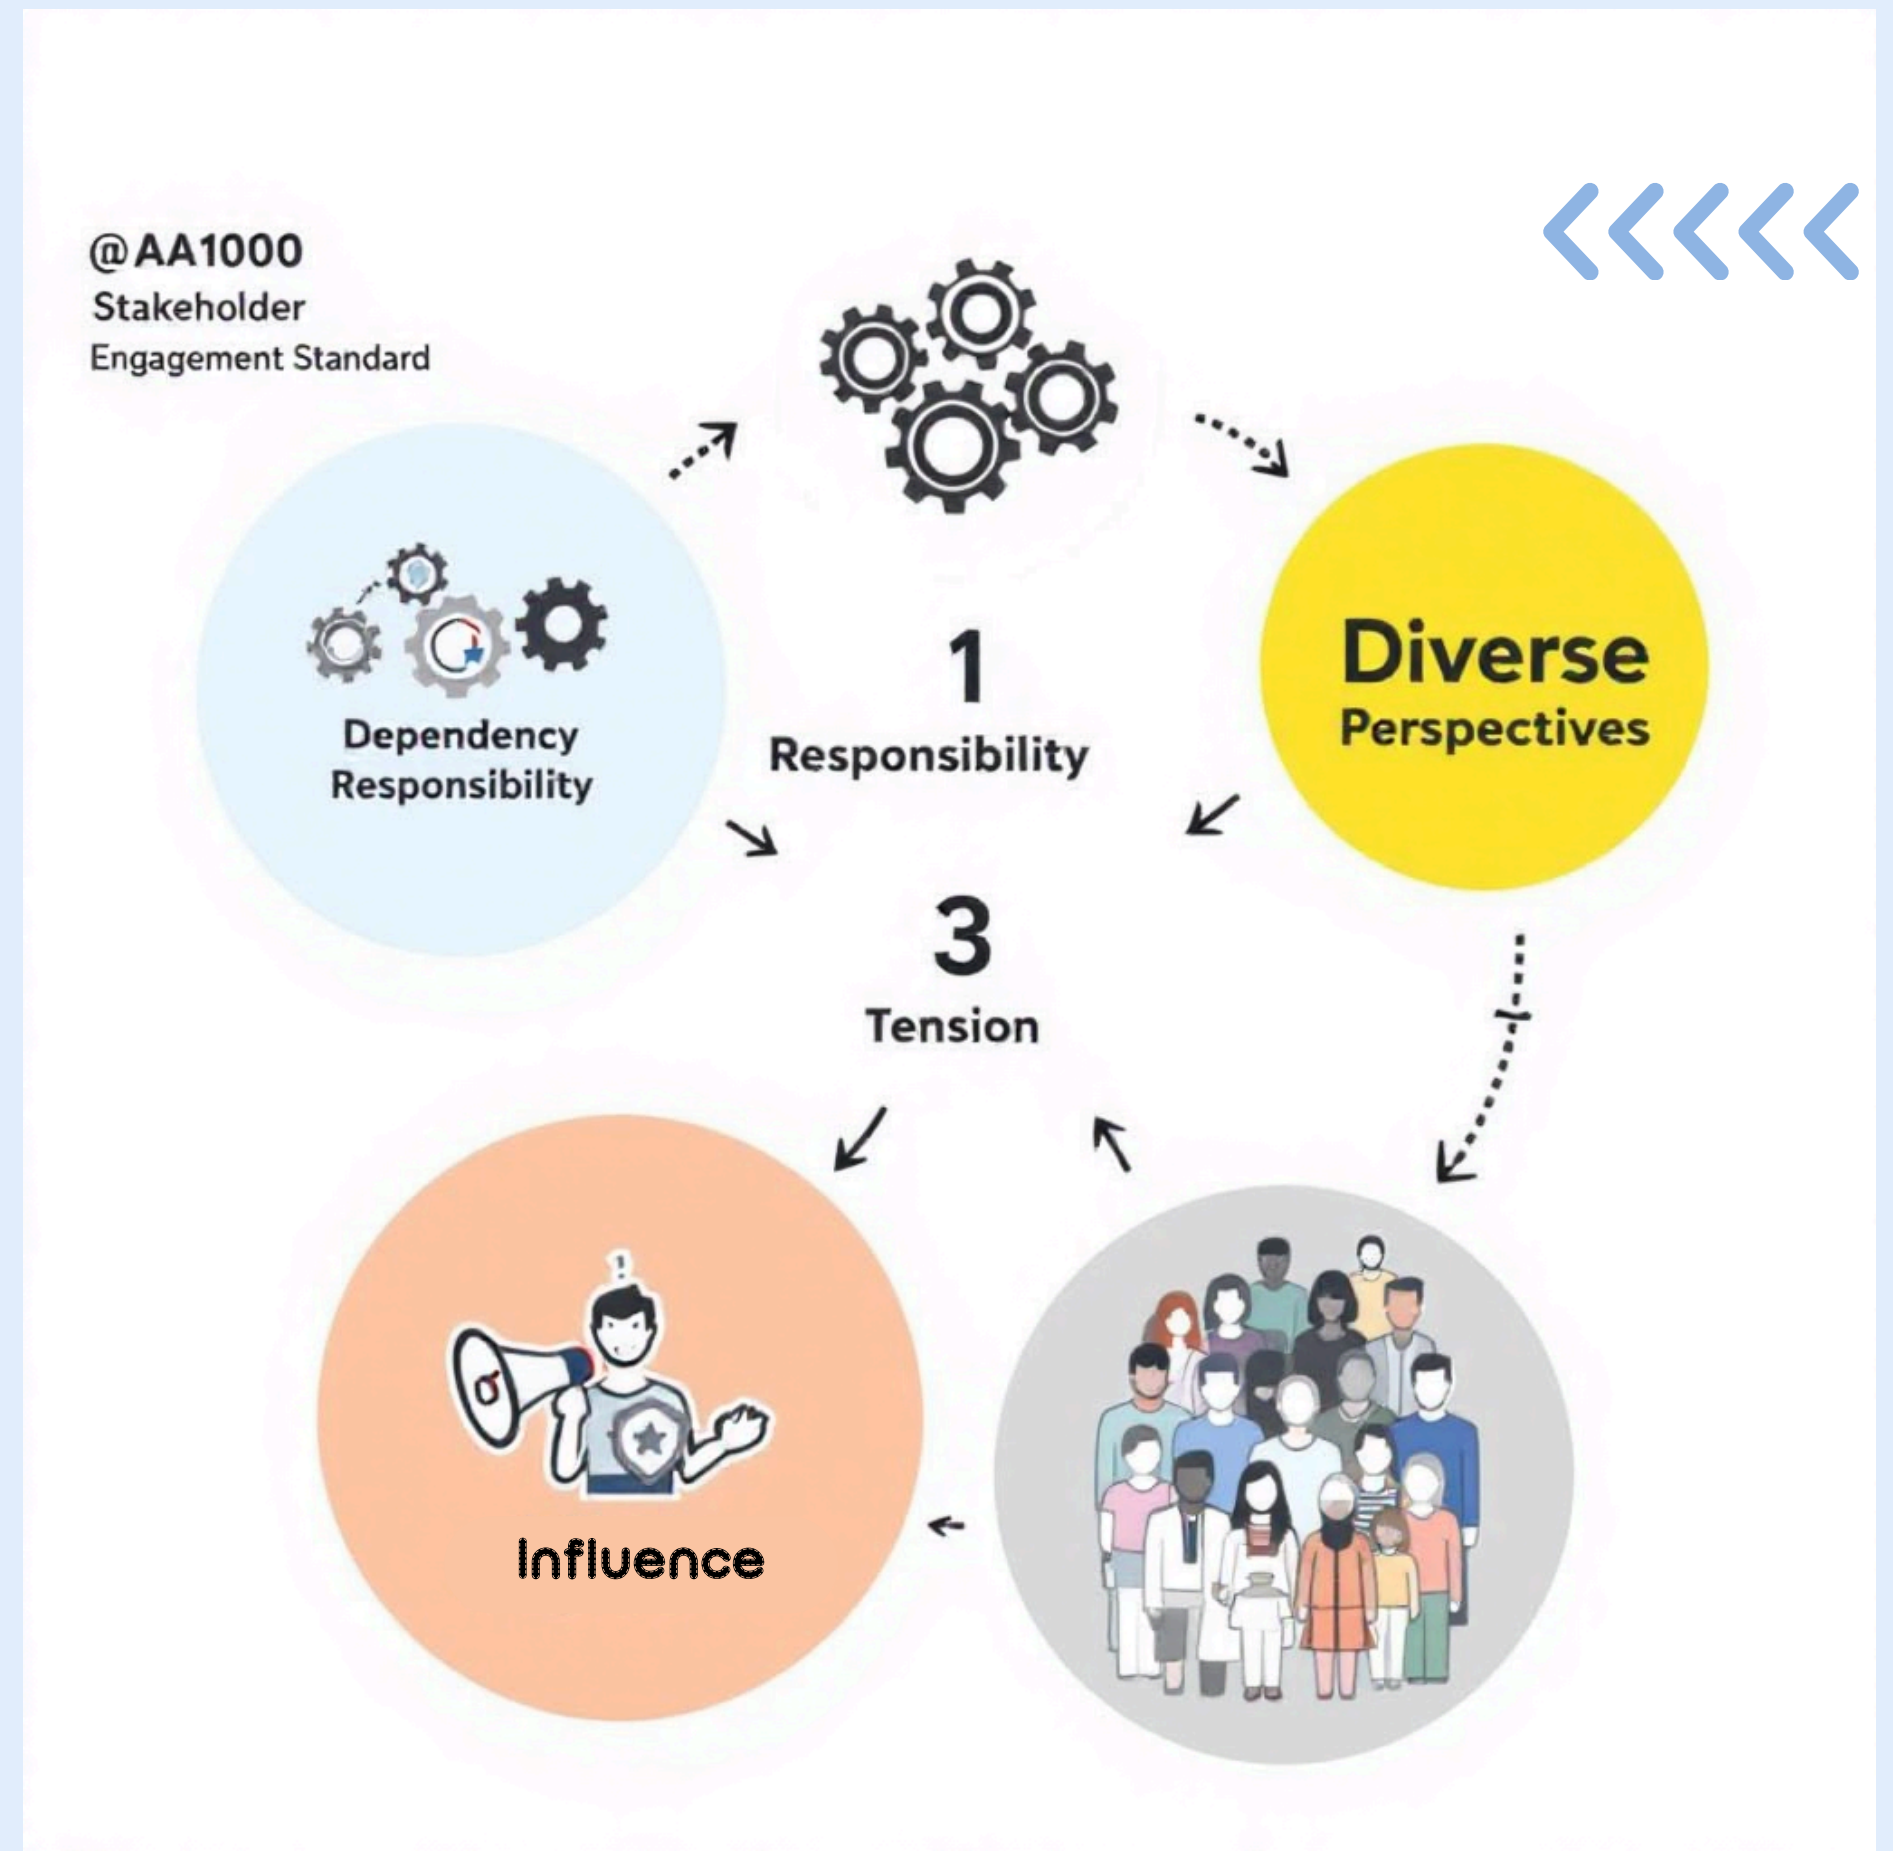 @AA1000
Stakeholder
Engagement Standard
Dependency
Responsibility
1
Responsibility
Diverse
Perspectives
3
Tension
Influence